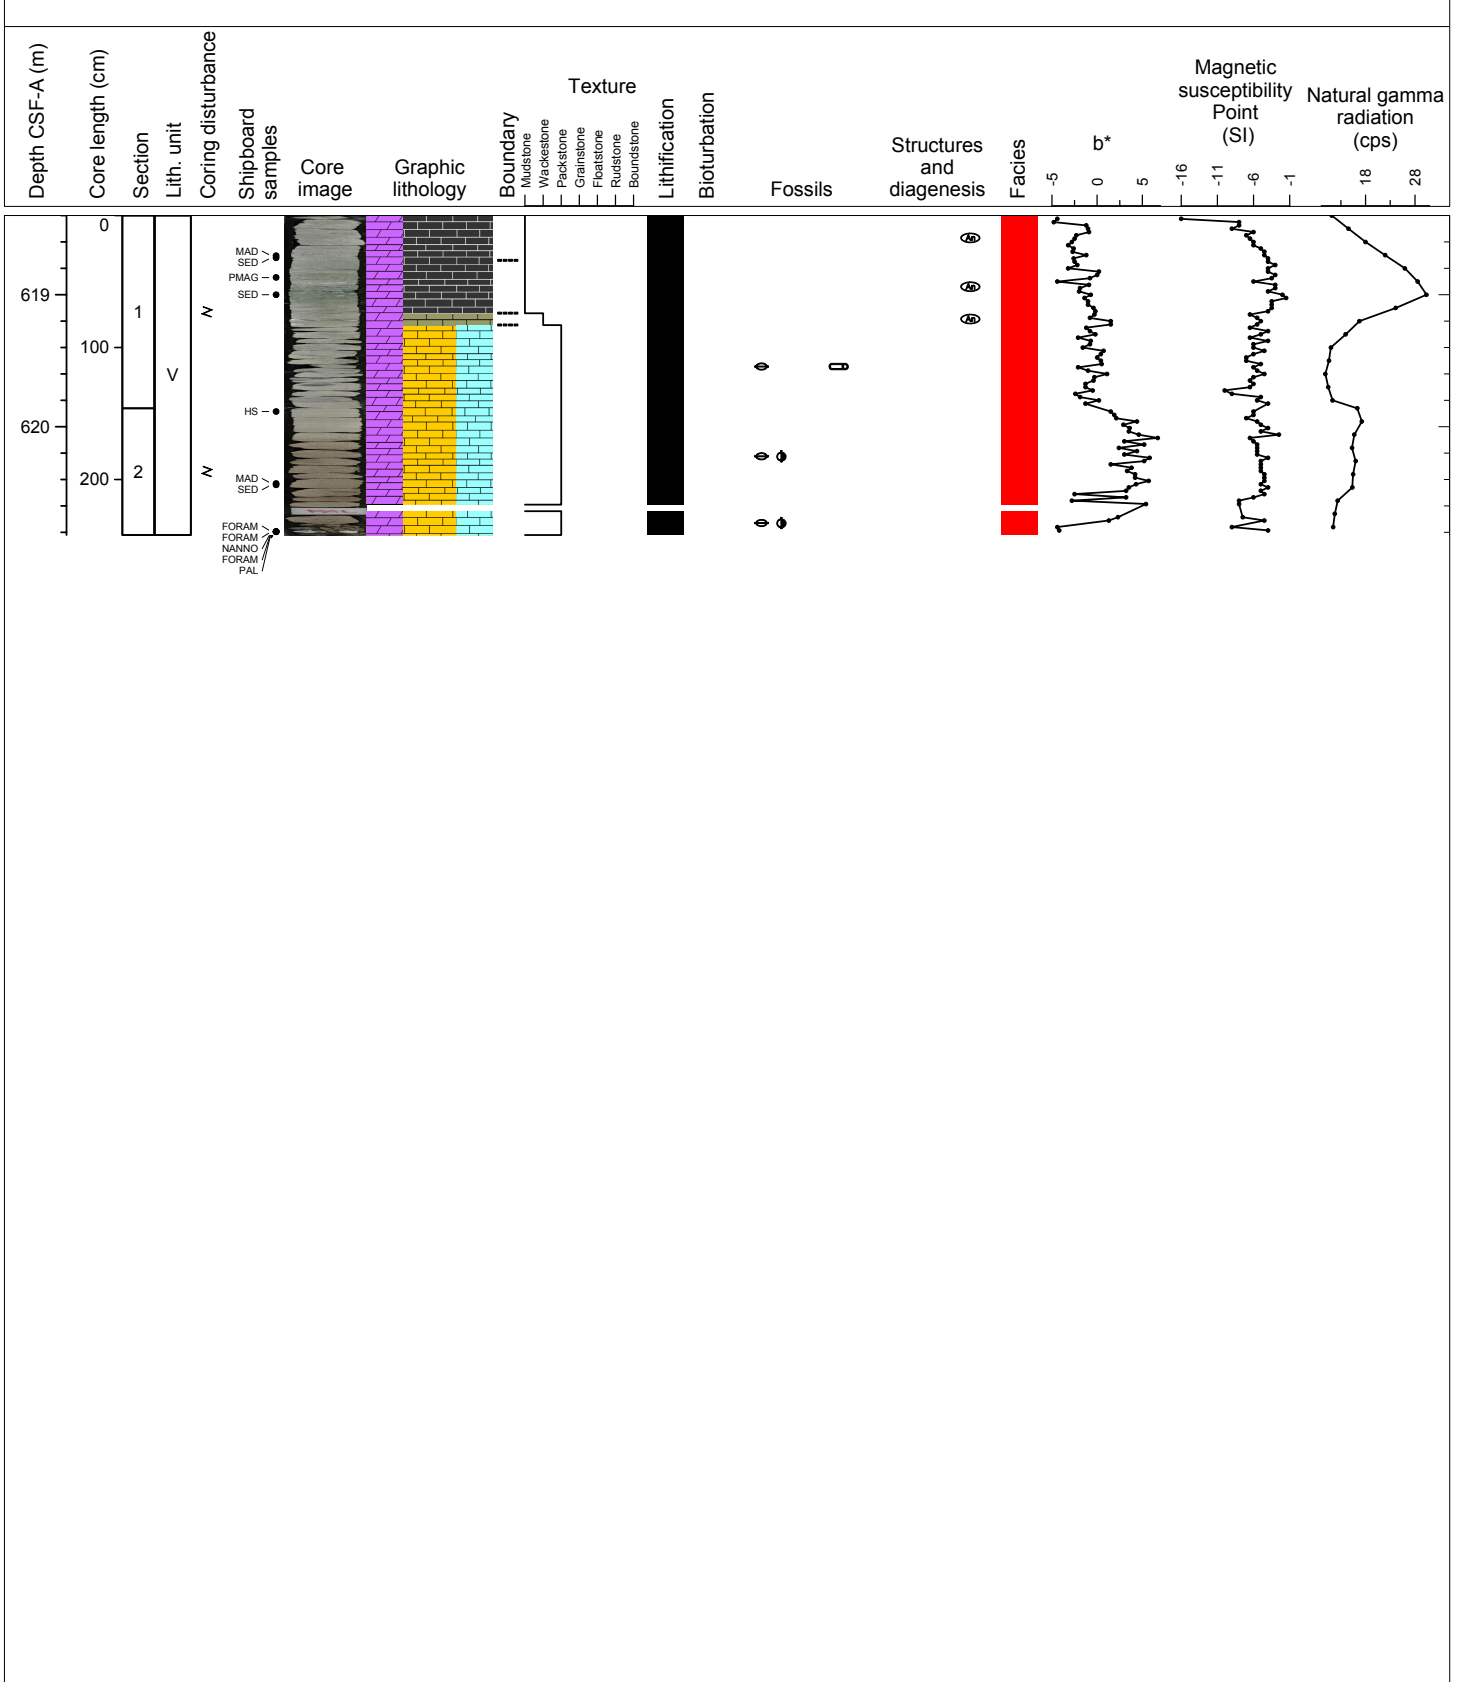 Depth CSF-A (m)
Core length (cm)
Section
Lith. unit
Coring disturbance
Shipboard
samples
Core
image
Graphic
lithology
Boundary
Texture
Mudstone
Wackestone
Packstone
Grainstone
Floatstone
Rudstone
Boundstone
Lithification
Bioturbation
Fossils
Structures
and
diagenesis
Facies
b*
-5
0
5
Magnetic
susceptibility
Point
(SI)
-16
-11
-6
-1
Natural gamma
radiation
(cps)
18
28
0
619
100
620
200
1
2
V
MAD
SED
PMAG
SED
HS
MAD
SED
FORAM
FORAM
NANNO
FORAM
PAL
An
An
An